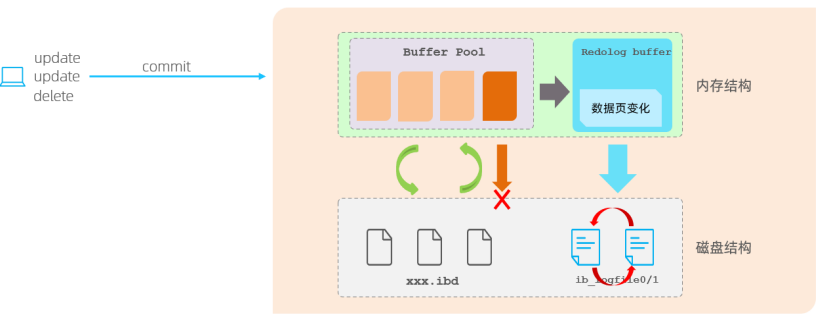 update
update
delete
commit
Buffer Pool
Redolog buffer
数据页变化
内存结构
xxx.ibd
ib_logfile0/1
磁盘结构